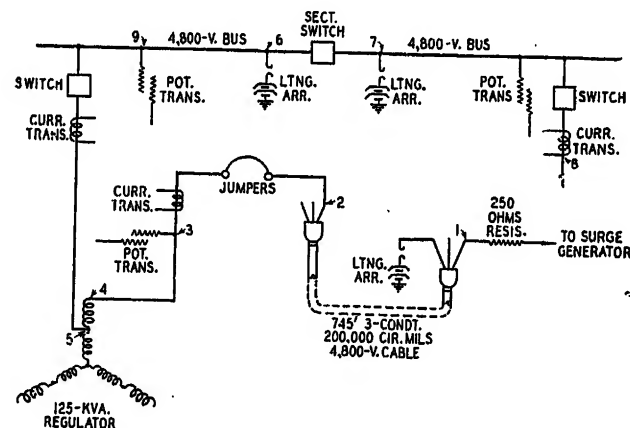 SECT.
SWITCH
9
4,800-V. BUS
6
7
4,800-V. BUS
SWITCH
POT.
TRANS.
LTNG.
ARR.
LTNG.
ARR.
POT.
TRANS.
SWITCH
CURR.
TRANS.
CURR.
TRANS.
8
CURR.
TRANS.
JUMPERS
2
250
OHMS
RESIS.
1
TO SURGE
GENERATOR
3
POT.
TRANS.
LTNG.
ARR.
4
5
745' 3-CONDT.
200,000 CIR. MILS
4,800-V. CABLE
125-KVA.
REGULATOR